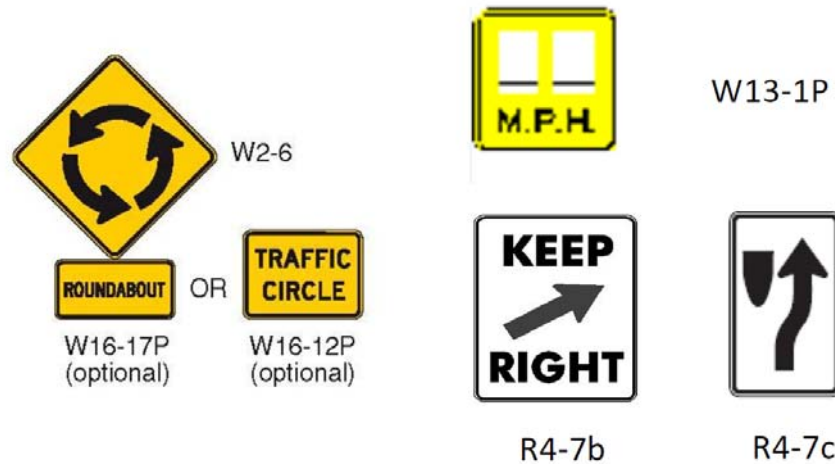 W2-6
ROUNDABOUT
OR
TRAFFIC
CIRCLE
W16-17P
(optional)
W16-12P
(optional)
M.P.H.
W13-1P
KEEP
RIGHT
R4-7b
R4-7c